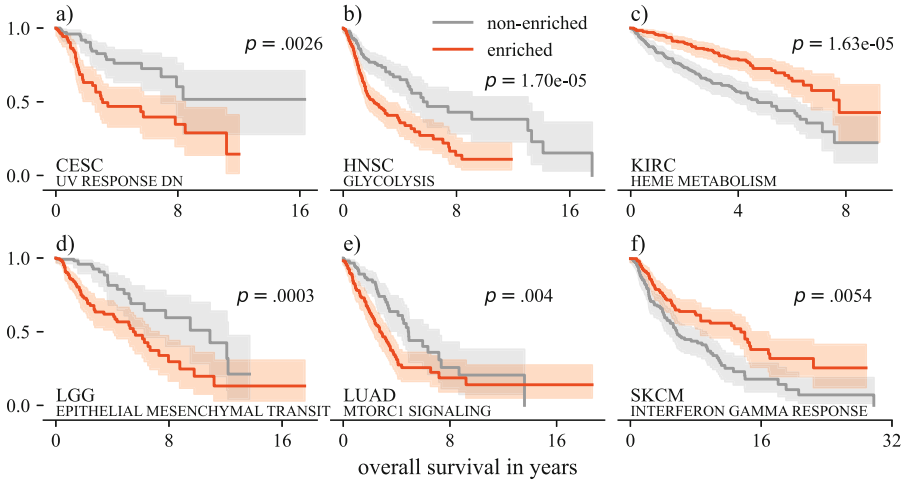 a)
b)
c)
non-enriched
enriched
p = .0026
p = 1.70e-05
p = 1.63e-05
1.0
0.5
0.0
CESC
UV RESPONSE DN
HNSC
GLYCOLYSIS
KIRC
HEME METABOLISM
0 8 16
0 8 16
0 4 8
d)
e)
f)
p = .0003
p = .004
p = .0054
1.0
0.5
0.0
LGG
EPITHELIAL MESENCHYMAL TRANSIT
LUAD
MTORC1 SIGNALING
SKCM
INTERFERON GAMMA RESPONSE
0 8 16
0 8 16
0 16 32
overall survival in years